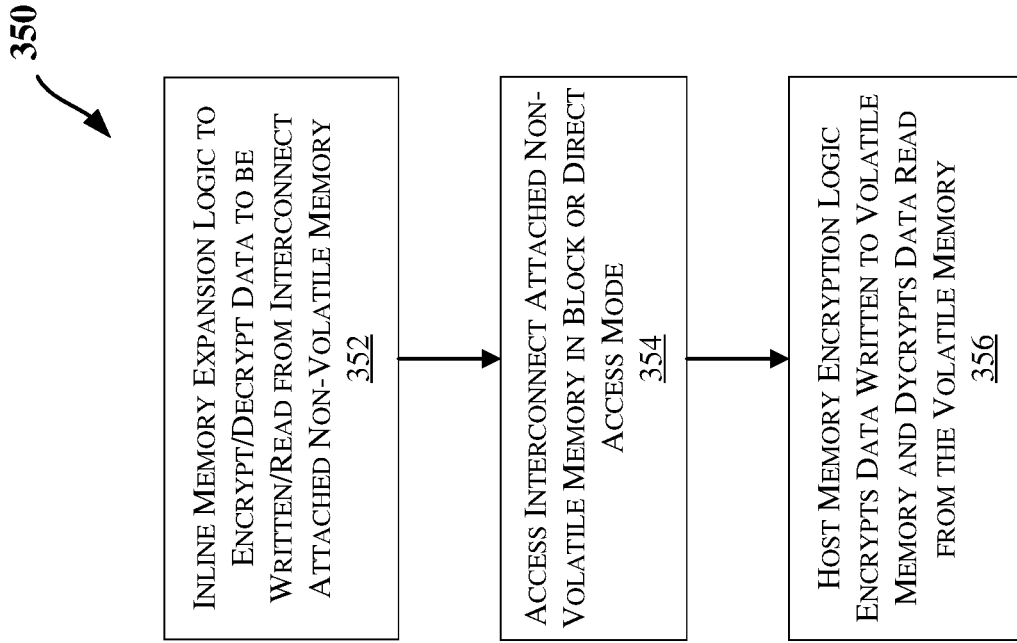 350
INLINE MEMORY EXPANSION LOGIC TO
ENCRYPT/DECRYPT DATA TO BE
WRITTEN/READ FROM INTERCONNECT
ATTACHED NON-VOLATILE MEMORY
352
ACCESS INTERCONNECT ATTACHED NON-
VOLATILE MEMORY IN BLOCK OR DIRECT
ACCESS MODE
354
HOST MEMORY ENCRYPTION LOGIC
ENCRYPTS DATA WRITTEN TO VOLATILE
MEMORY AND DYCRYPTS DATA READ
FROM THE VOLATILE MEMORY
356